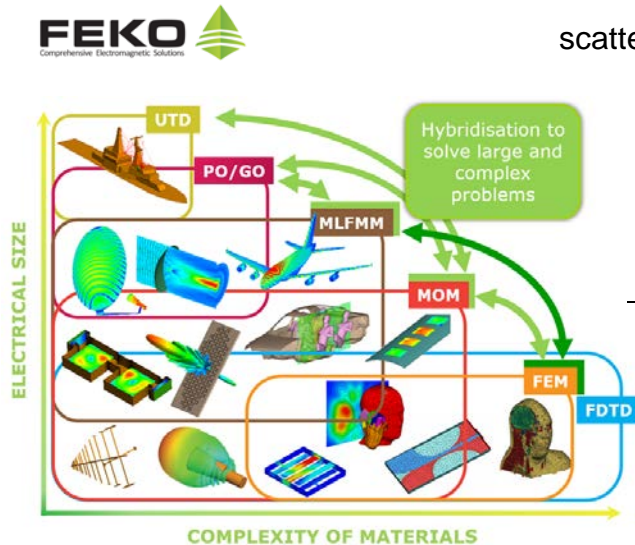 FEKO
Comprehensive Electromagnetic Solutions
scatte
UTD
Hybridisation to
solve large and
complex
problems
PO/GO
MLFMM
MOM
FEM
FDTD
ELECTRICAL SIZE
COMPLEXITY OF MATERIALS